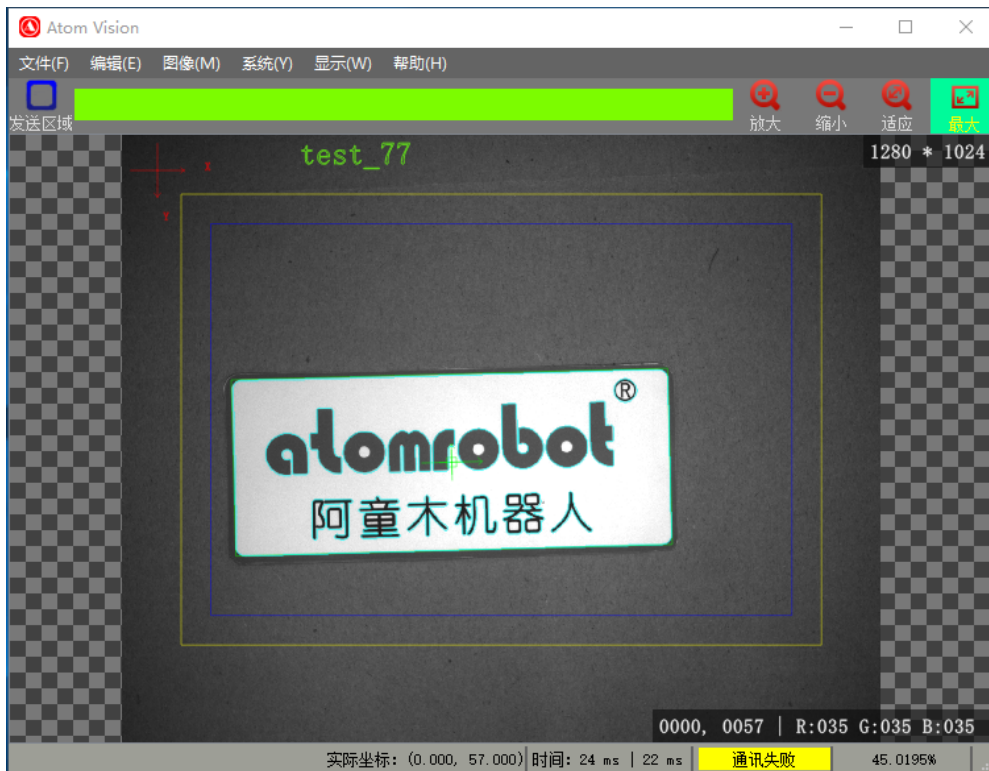 Atom Vision
文件(F) 编辑(E) 图像(M) 系统(Y) 显示(W) 帮助(H)
发送区域 放大 缩小 适应 最大
test_77
1280 * 1024
X
Y
atomrobot®
阿童木机器人
0000, 0057 | R:035 G:035 B:035
实际坐标: (0.000, 57.000) 时间: 24 ms | 22 ms 通讯失败 45.0195%